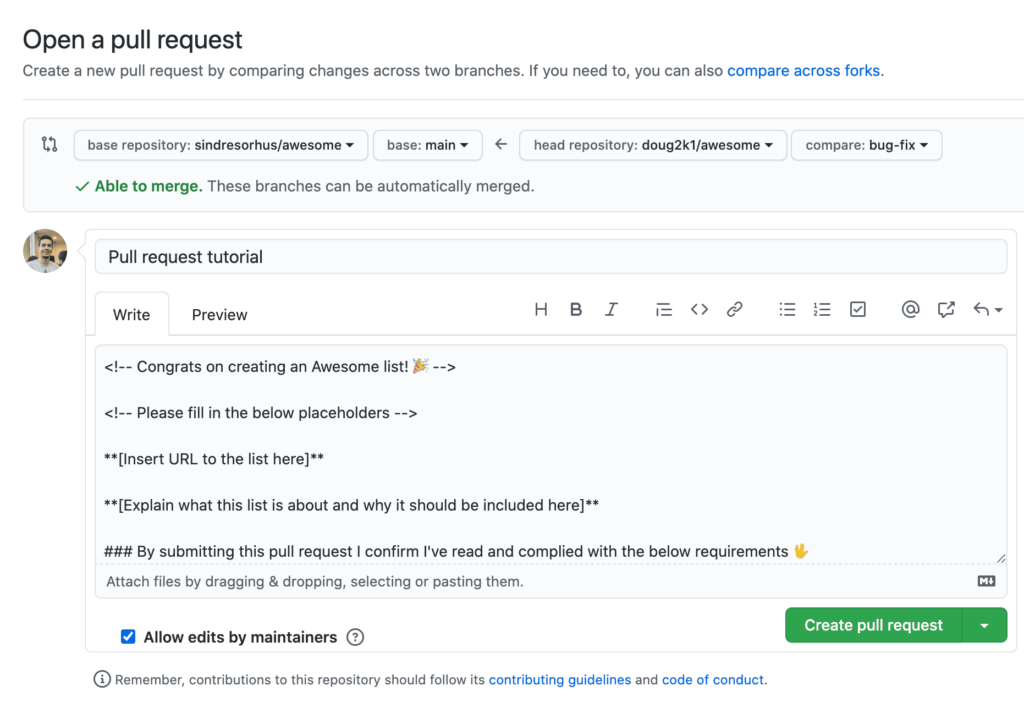 Open a pull request
Create a new pull request by comparing changes across two branches. If you need to, you can also compare across forks.
base repository: sindresorhus/awesome base: main head repository: doug2k1/awesome compare: bug-fix
Able to merge. These branches can be automatically merged.
Pull request tutorial
Write Preview
<!-- Congrats on creating an Awesome list! 🎉 -->
<!-- Please fill in the below placeholders -->
**[Insert URL to the list here]**
**[Explain what this list is about and why it should be included here]**
### By submitting this pull request I confirm I've read and complied with the below requirements 🖖
Attach files by dragging & dropping, selecting or pasting them.
Allow edits by maintainers
Create pull request
Remember, contributions to this repository should follow its contributing guidelines and code of conduct.